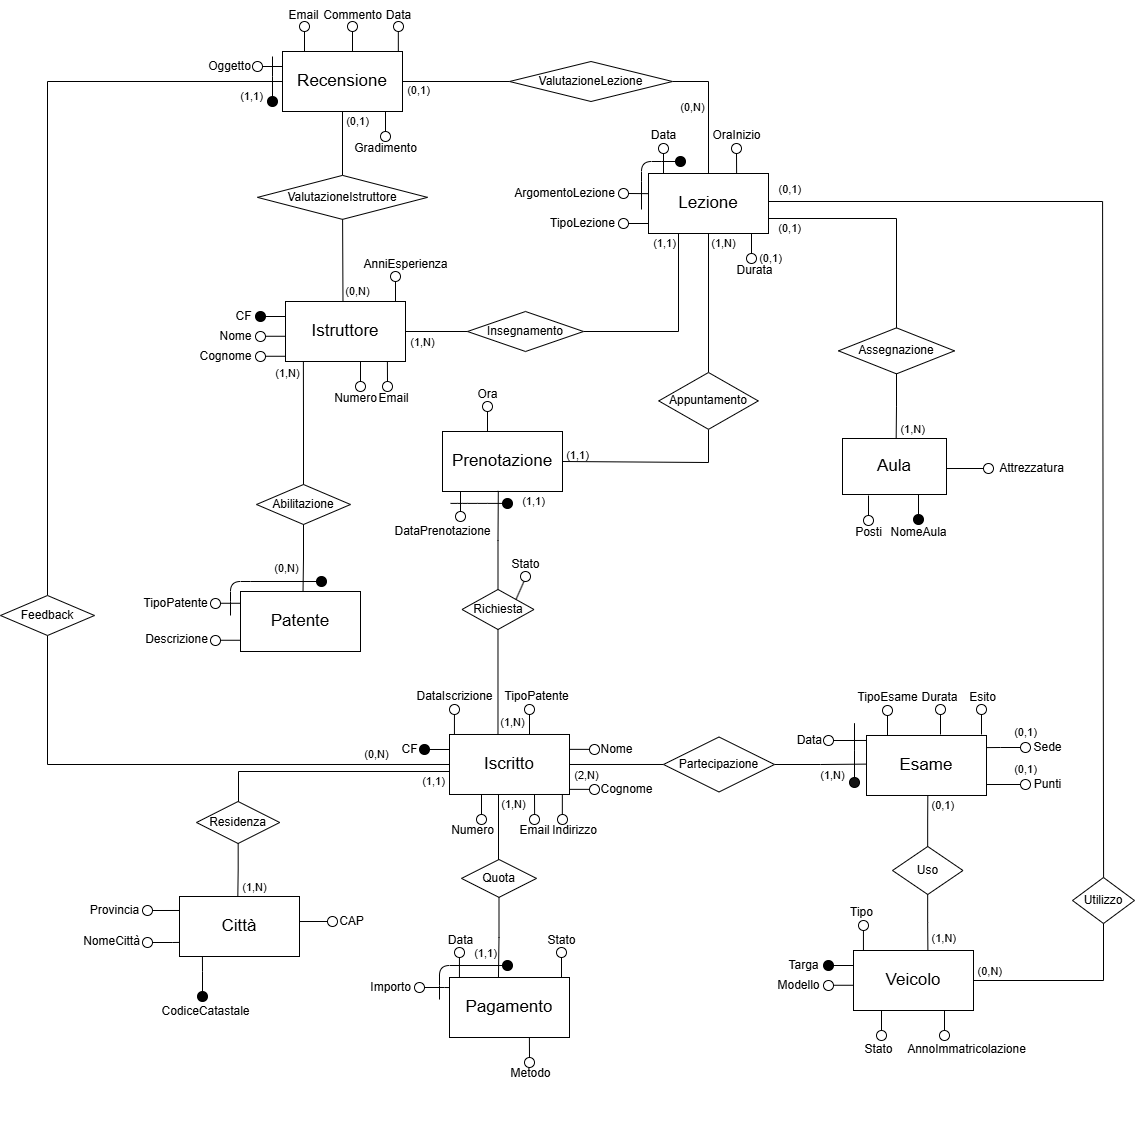 Email Commento Data
Oggetto
Recensione
(1,1)
(0,1)
ValutazioneLezione
(0,N)
(0,1)
Gradimento
Data
OraInizio
ValutazioneIstruttore
ArgomentoLezione
Lezione
(0,1)
TipoLezione
(0,1)
(1,1)
(1,N)
(0,1)
Durata
AnniEsperienza
(0,N)
CF
Istruttore
Nome
Cognome
(1,N)
Insegnamento
(1,N)
Numero Email
Assegnazione
Ora
Appuntamento
(1,N)
Prenotazione
(1,1)
Aula
Attrezzatura
(1,1)
DataPrenotazione
Posti NomeAula
Abilitazione
(0,N)
Stato
TipoPatente
Patente
Descrizione
Feedback
Richiesta
DataIscrizione TipoPatente
(1,N)
TipoEsame Durata Esito
(0,N)
CF
Iscritto
Nome
(1,1)
(2,N)
Cognome
Partecipazione
Data
(1,N)
Esame
(0,1)
Sede
(0,1)
Punti
Numero
(1,N)
Email Indirizzo
(0,1)
Residenza
Quota
Uso
Utilizzo
(1,N)
Provincia
Città
CAP
NomeCittà
CodiceCatastale
Data
(1,1)
Stato
Importo
Pagamento
Metodo
Tipo
(1,N)
Targa
Veicolo
(0,N)
Modello
Stato AnnoImmatricolazione